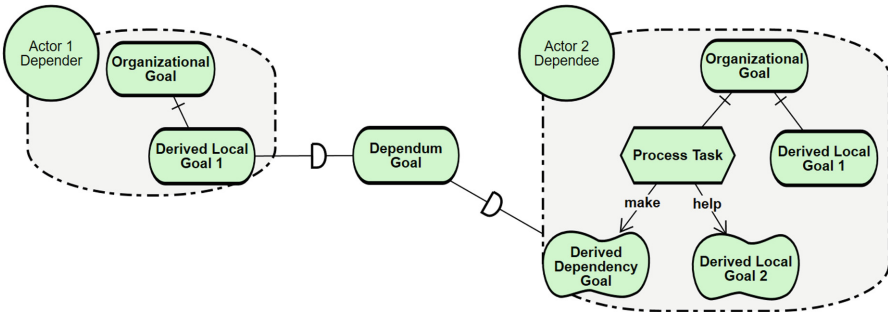 Actor 1
Depender
Organizational
Goal
Derived Local
Goal 1
Dependum
Goal
Actor 2
Dependee
Organizational
Goal
Process Task
Derived Local
Goal 1
make
help
Derived
Dependency
Goal
Derived Local
Goal 2